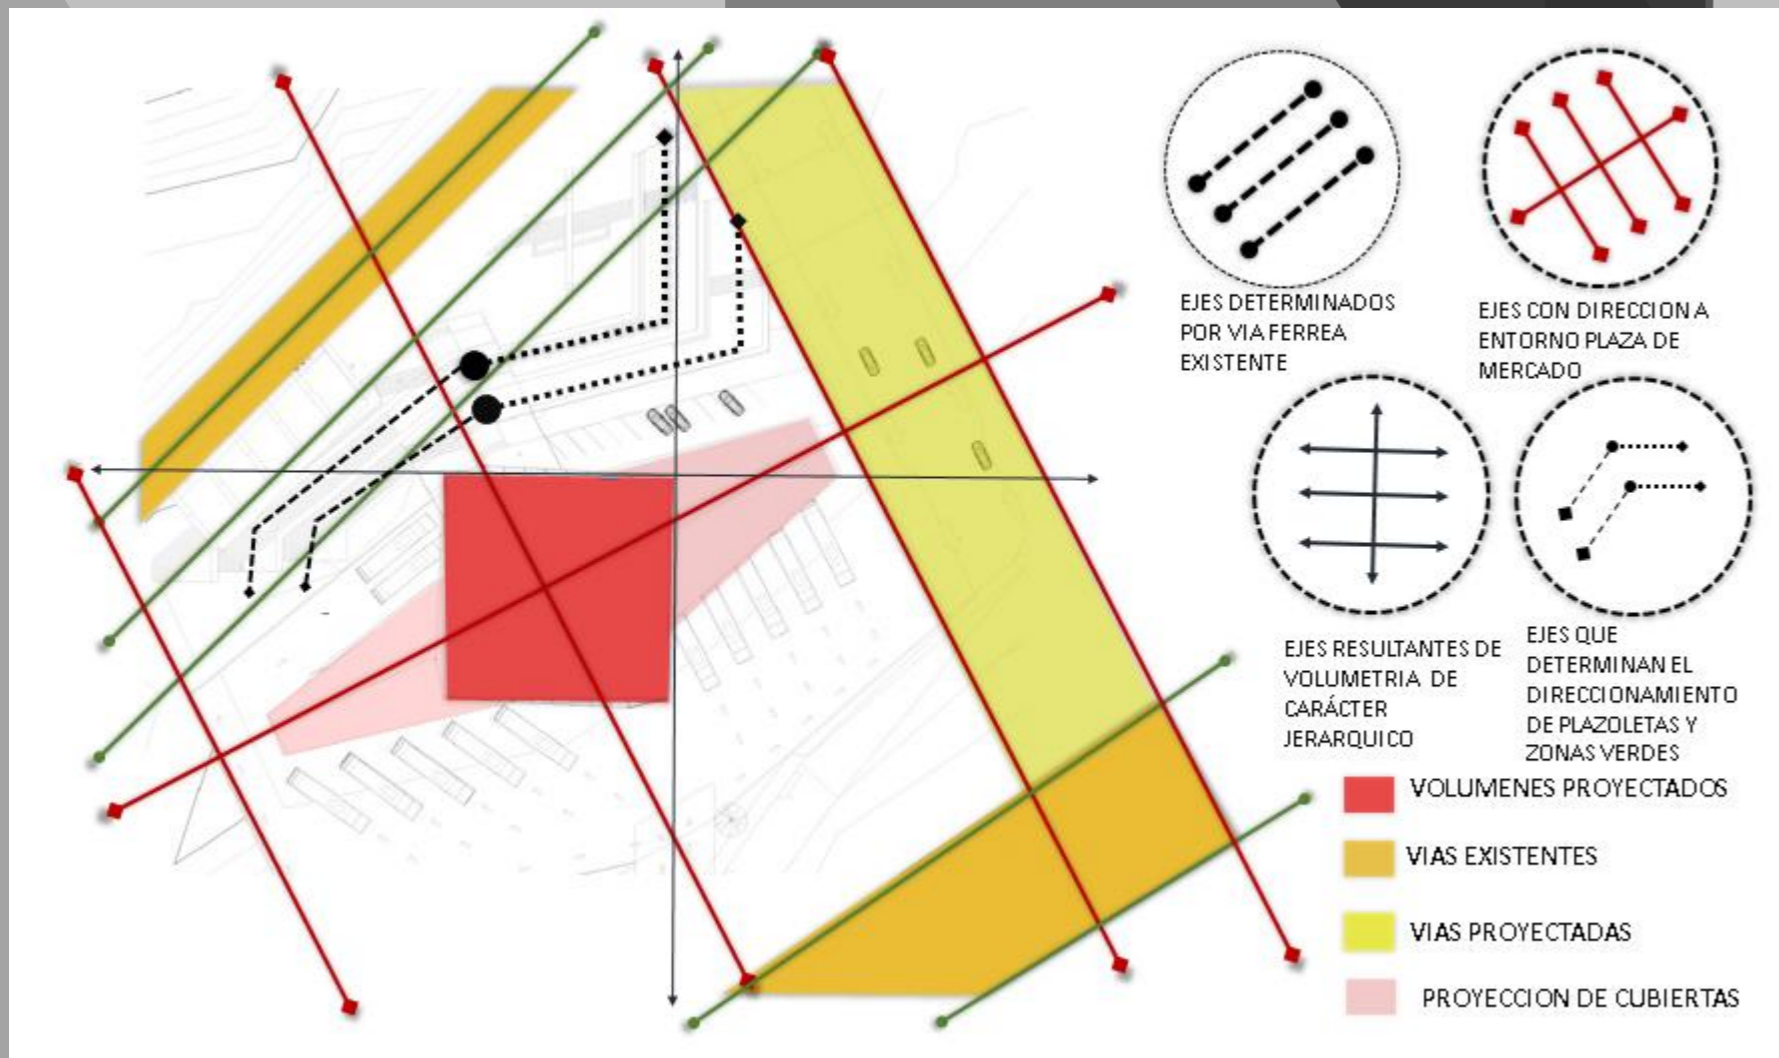 EJES DETERMINADOS
POR VIA FERREA
EXISTENTE
EJES CON DIRECCION A
ENTORNO PLAZA DE
MERCADO
EJES RESULTANTES DE
VOLUMETRIA DE
CARÁCTER
JERARQUICO
EJES QUE
DETERMINAN EL
DIRECCIONAMIENTO
DE PLAZOLETAS Y
ZONAS VERDES
VOLUMENES PROYECTADOS
VIAS EXISTENTES
VIAS PROYECTADAS
PROYECCION DE CUBIERTAS